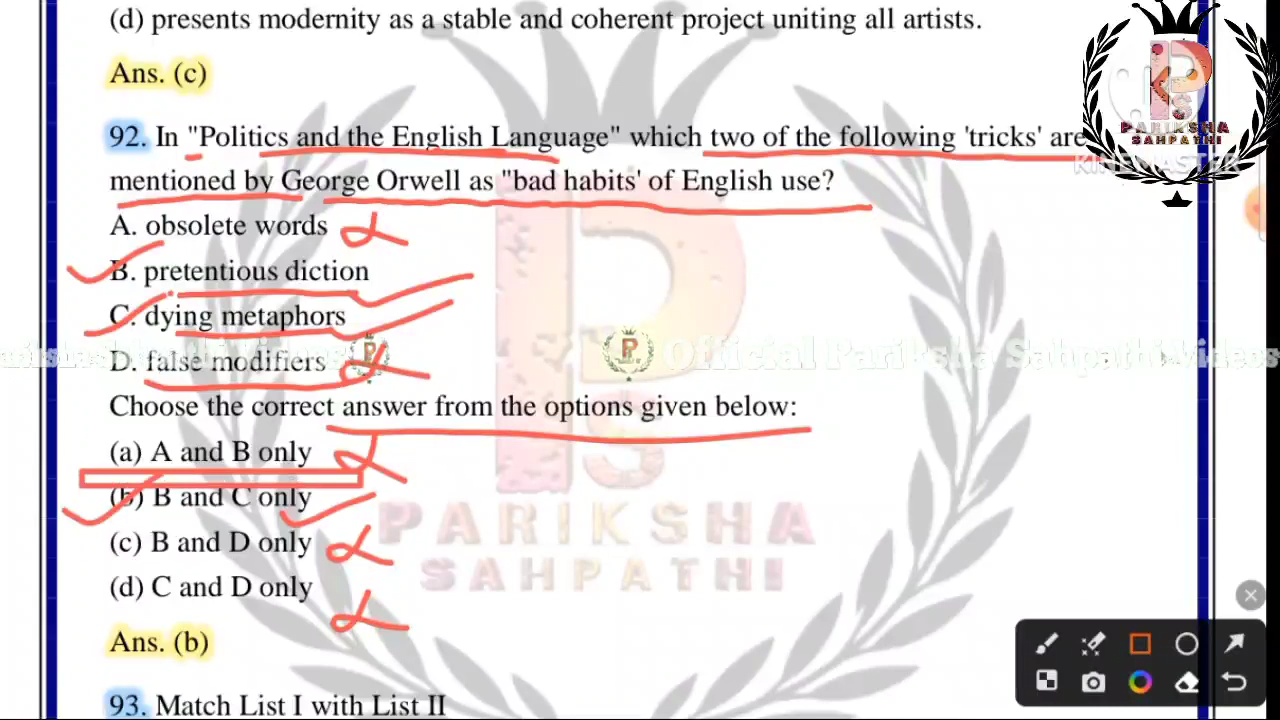 (d) presents modernity as a stable and coherent project uniting all artists.
Ans. (c)
92. In "Politics and the English Language" which two of the following 'tricks' are
mentioned by George Orwell as "bad habits' of English use?
A. obsolete words
B. pretentious diction
C. dying metaphors
D. false modifiers
Choose the correct answer from the options given below:
(a) A and B only
(b) B and C only
(c) B and D only
(d) C and D only
Ans. (b)
93. Match List I with List II
PARIKSHA
SAHPATHI
KINEMASTER
Official Pariksha Sahpathi Videos
PARIKSHA
SAHPATHI